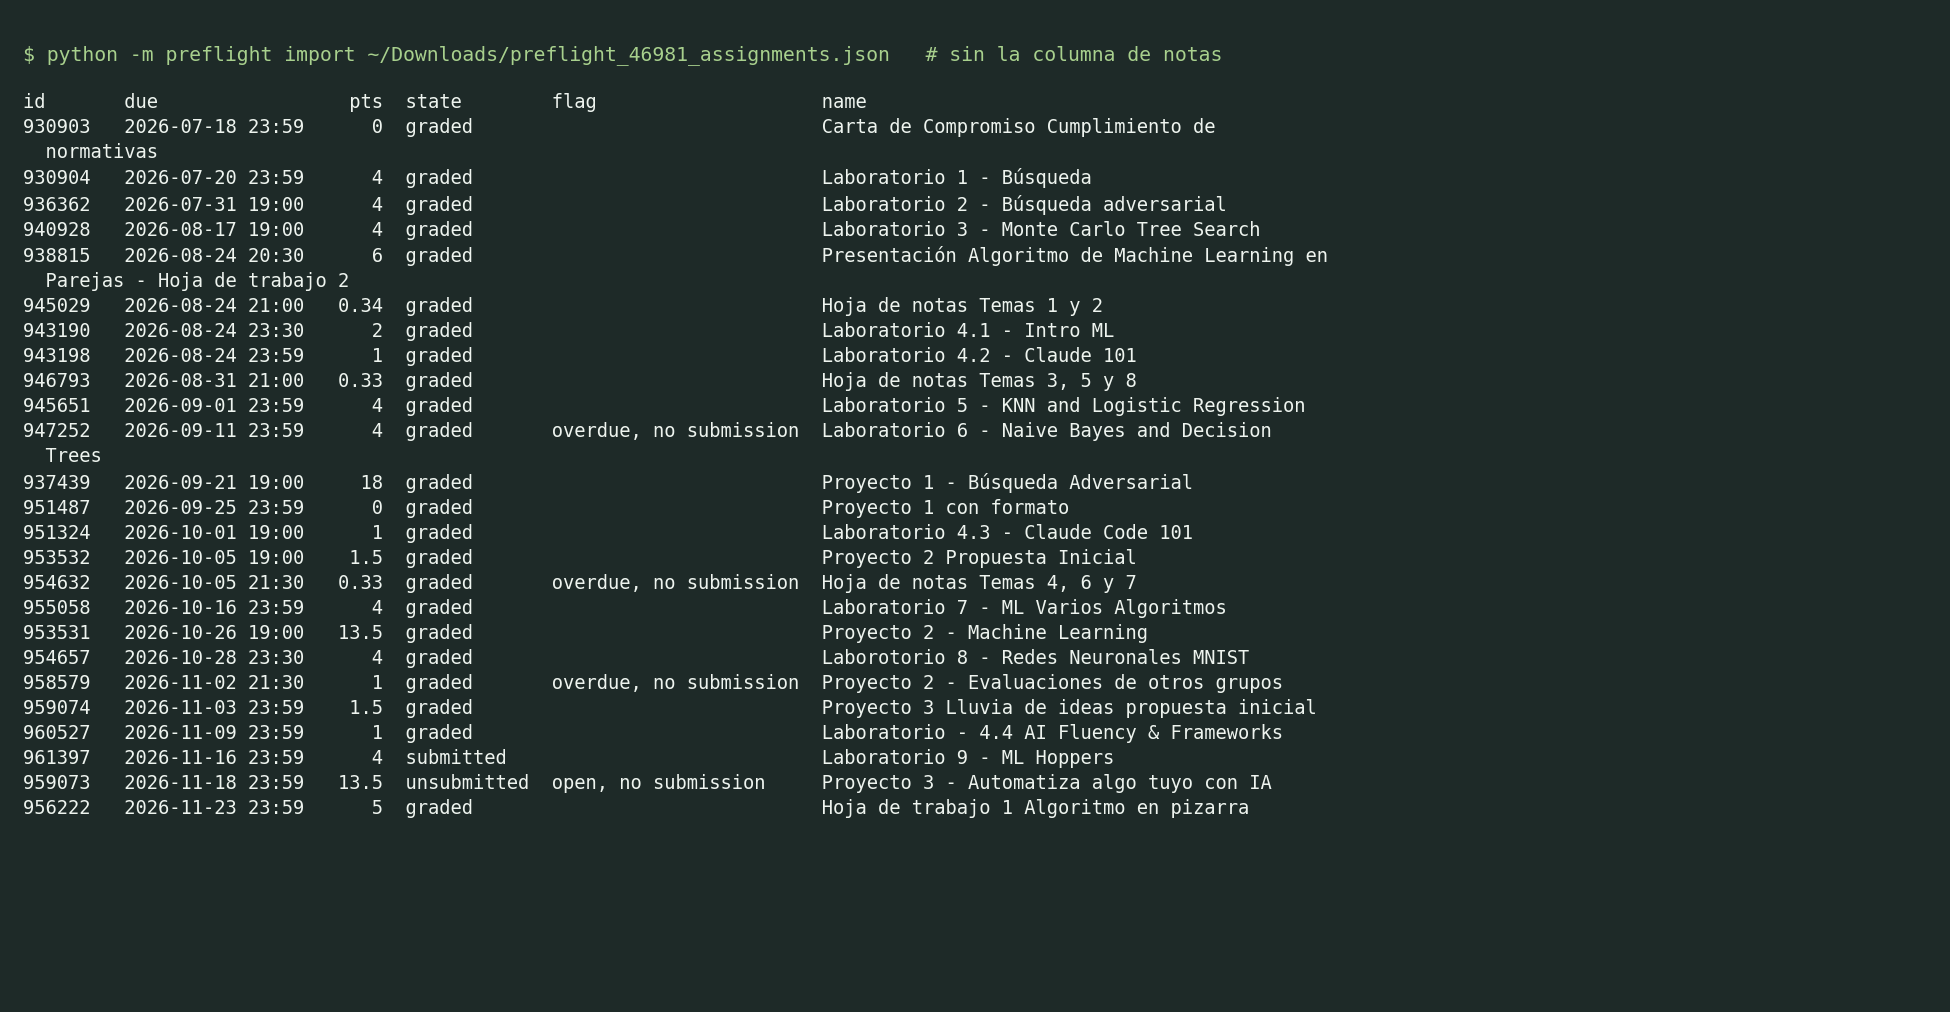 $ python -m preflight import ~/Downloads/preflight_46981_assignments.json   # sin la columna de notas
id       due                 pts  state        flag                    name
930903   2026-07-18 23:59      0  graded                               Carta de Compromiso Cumplimiento de
  normativas
930904   2026-07-20 23:59      4  graded                               Laboratorio 1 - Búsqueda
936362   2026-07-31 19:00      4  graded                               Laboratorio 2 - Búsqueda adversarial
940928   2026-08-17 19:00      4  graded                               Laboratorio 3 - Monte Carlo Tree Search
938815   2026-08-24 20:30      6  graded                               Presentación Algoritmo de Machine Learning en
  Parejas - Hoja de trabajo 2
945029   2026-08-24 21:00   0.34  graded                               Hoja de notas Temas 1 y 2
943190   2026-08-24 23:30      2  graded                               Laboratorio 4.1 - Intro ML
943198   2026-08-24 23:59      1  graded                               Laboratorio 4.2 - Claude 101
946793   2026-08-31 21:00   0.33  graded                               Hoja de notas Temas 3, 5 y 8
945651   2026-09-01 23:59      4  graded                               Laboratorio 5 - KNN and Logistic Regression
947252   2026-09-11 23:59      4  graded       overdue, no submission  Laboratorio 6 - Naive Bayes and Decision
  Trees
937439   2026-09-21 19:00     18  graded                               Proyecto 1 - Búsqueda Adversarial
951487   2026-09-25 23:59      0  graded                               Proyecto 1 con formato
951324   2026-10-01 19:00      1  graded                               Laboratorio 4.3 - Claude Code 101
953532   2026-10-05 19:00    1.5  graded                               Proyecto 2 Propuesta Inicial
954632   2026-10-05 21:30   0.33  graded       overdue, no submission  Hoja de notas Temas 4, 6 y 7
955058   2026-10-16 23:59      4  graded                               Laboratorio 7 - ML Varios Algoritmos
953531   2026-10-26 19:00   13.5  graded                               Proyecto 2 - Machine Learning
954657   2026-10-28 23:30      4  graded                               Laborotorio 8 - Redes Neuronales MNIST
958579   2026-11-02 21:30      1  graded       overdue, no submission  Proyecto 2 - Evaluaciones de otros grupos
959074   2026-11-03 23:59    1.5  graded                               Proyecto 3 Lluvia de ideas propuesta inicial
960527   2026-11-09 23:59      1  graded                               Laboratorio - 4.4 AI Fluency & Frameworks
961397   2026-11-16 23:59      4  submitted                            Laboratorio 9 - ML Hoppers
959073   2026-11-18 23:59   13.5  unsubmitted  open, no submission     Proyecto 3 - Automatiza algo tuyo con IA
956222   2026-11-23 23:59      5  graded                               Hoja de trabajo 1 Algoritmo en pizarra